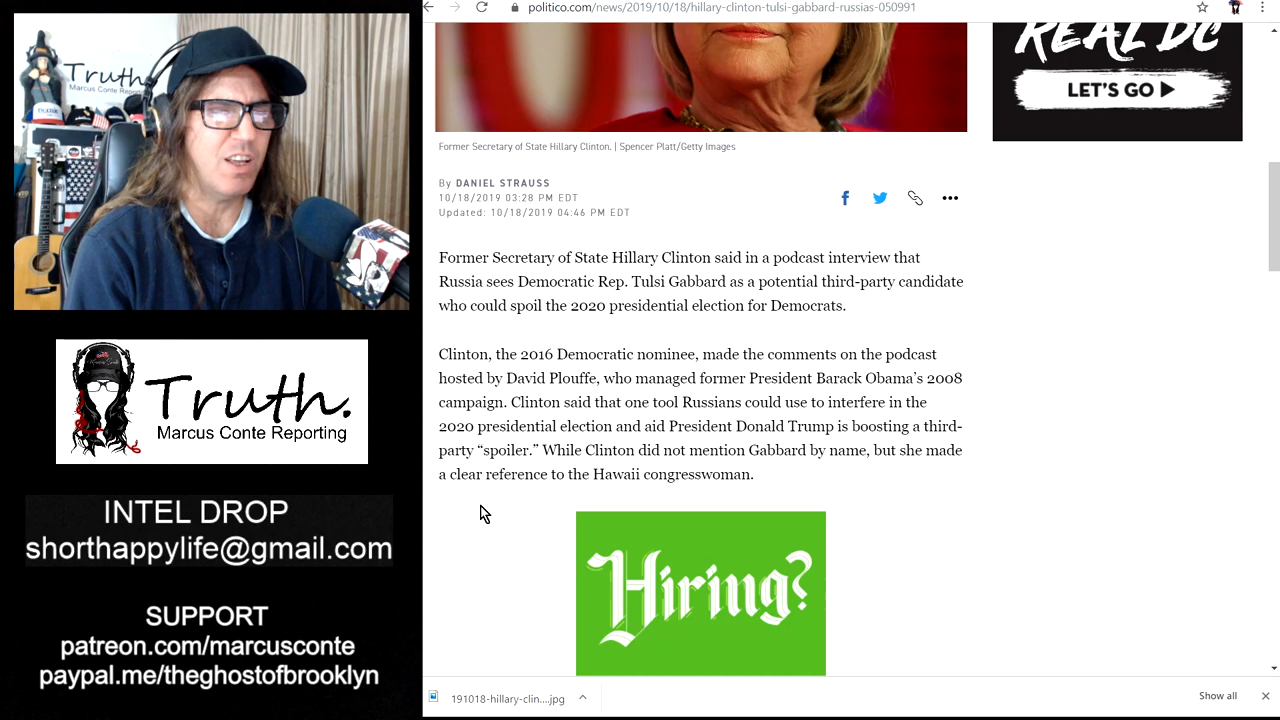 Truth.
Marcus Conte Reporting
Truth.
Marcus Conte Reporting
INTEL DROP
shorthappylife@gmail.com
SUPPORT
patreon.com/marcusconte
paypal.me/theghostofbrooklyn
politico.com/news/2019/10/18/hillary-clinton-tulsi-gabbard-russias-050991
REAL DC
LET'S GO
Former Secretary of State Hillary Clinton. | Spencer Platt/Getty Images
By DANIEL STRAUSS
10/18/2019 03:28 PM EDT
Updated: 10/18/2019 04:46 PM EDT
Former Secretary of State Hillary Clinton said in a podcast interview that
Russia sees Democratic Rep. Tulsi Gabbard as a potential third-party candidate
who could spoil the 2020 presidential election for Democrats.
Clinton, the 2016 Democratic nominee, made the comments on the podcast
hosted by David Plouffe, who managed former President Barack Obama’s 2008
campaign. Clinton said that one tool Russians could use to interfere in the
2020 presidential election and aid President Donald Trump is boosting a third-
party “spoiler.” While Clinton did not mention Gabbard by name, but she made
a clear reference to the Hawaii congresswoman.
Hiring?
191018-hillary-clin....jpg
Show all